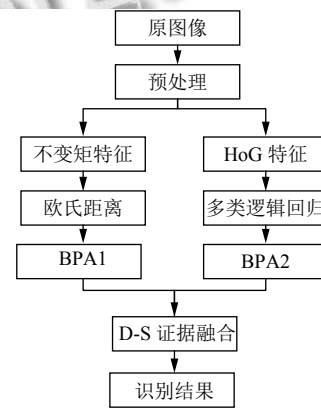 原图像
预处理
不变矩特征
HoG 特征
欧氏距离
多类逻辑回归
BPA1
BPA2
D-S 证据融合
识别结果